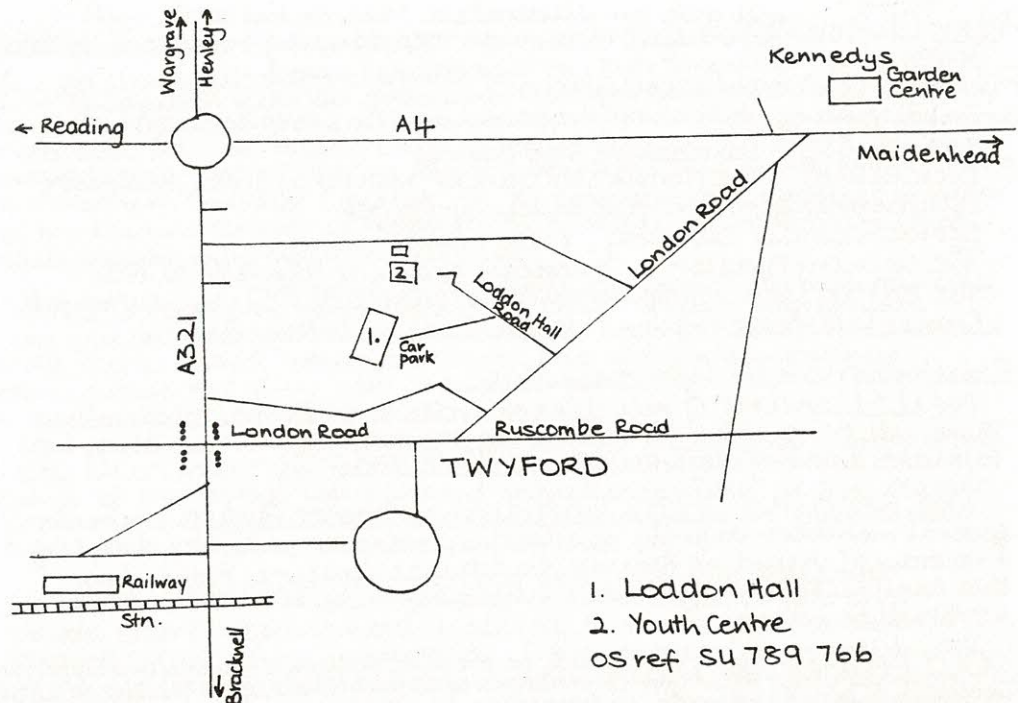 Wargrave
Henley
Kennedys
Garden
Centre
← Reading
A4
Maidenhead
London Road
2
Loddon Hall
Road
1.
Car
park
A321
London Road
Ruscombe Road
TWYFORD
Railway
Stn.
Bracknell
1. Loddon Hall
2. Youth Centre
OS ref SU 789 766